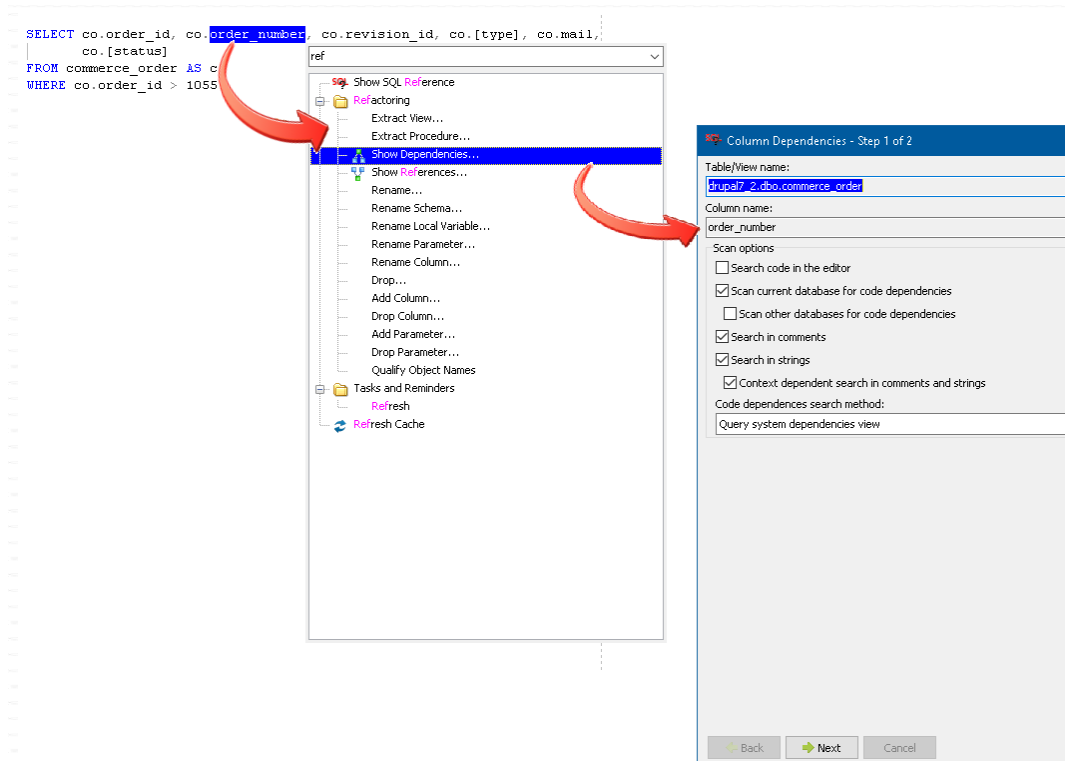 SELECT co.order_id, co.order_number, co.revision_id, co.[type], co.mail,
co.[status]
FROM commerce_order AS c
WHERE co.order_id > 1055
ref
SQL Show SQL Reference
Refactoring
Extract View...
Extract Procedure...
Show Dependencies...
Show References...
Rename...
Rename Schema...
Rename Local Variable...
Rename Parameter...
Rename Column...
Drop...
Add Column...
Drop Column...
Add Parameter...
Drop Parameter...
Qualify Object Names
Tasks and Reminders
Refresh
Refresh Cache
SQL Column Dependencies - Step 1 of 2
Table/View name:
drupal7_2.dbo.commerce_order
Column name:
order_number
Scan options
Search code in the editor
Scan current database for code dependencies
Scan other databases for code dependencies
Search in comments
Search in strings
Context dependent search in comments and strings
Code dependences search method:
Query system dependencies view
Back Next Cancel